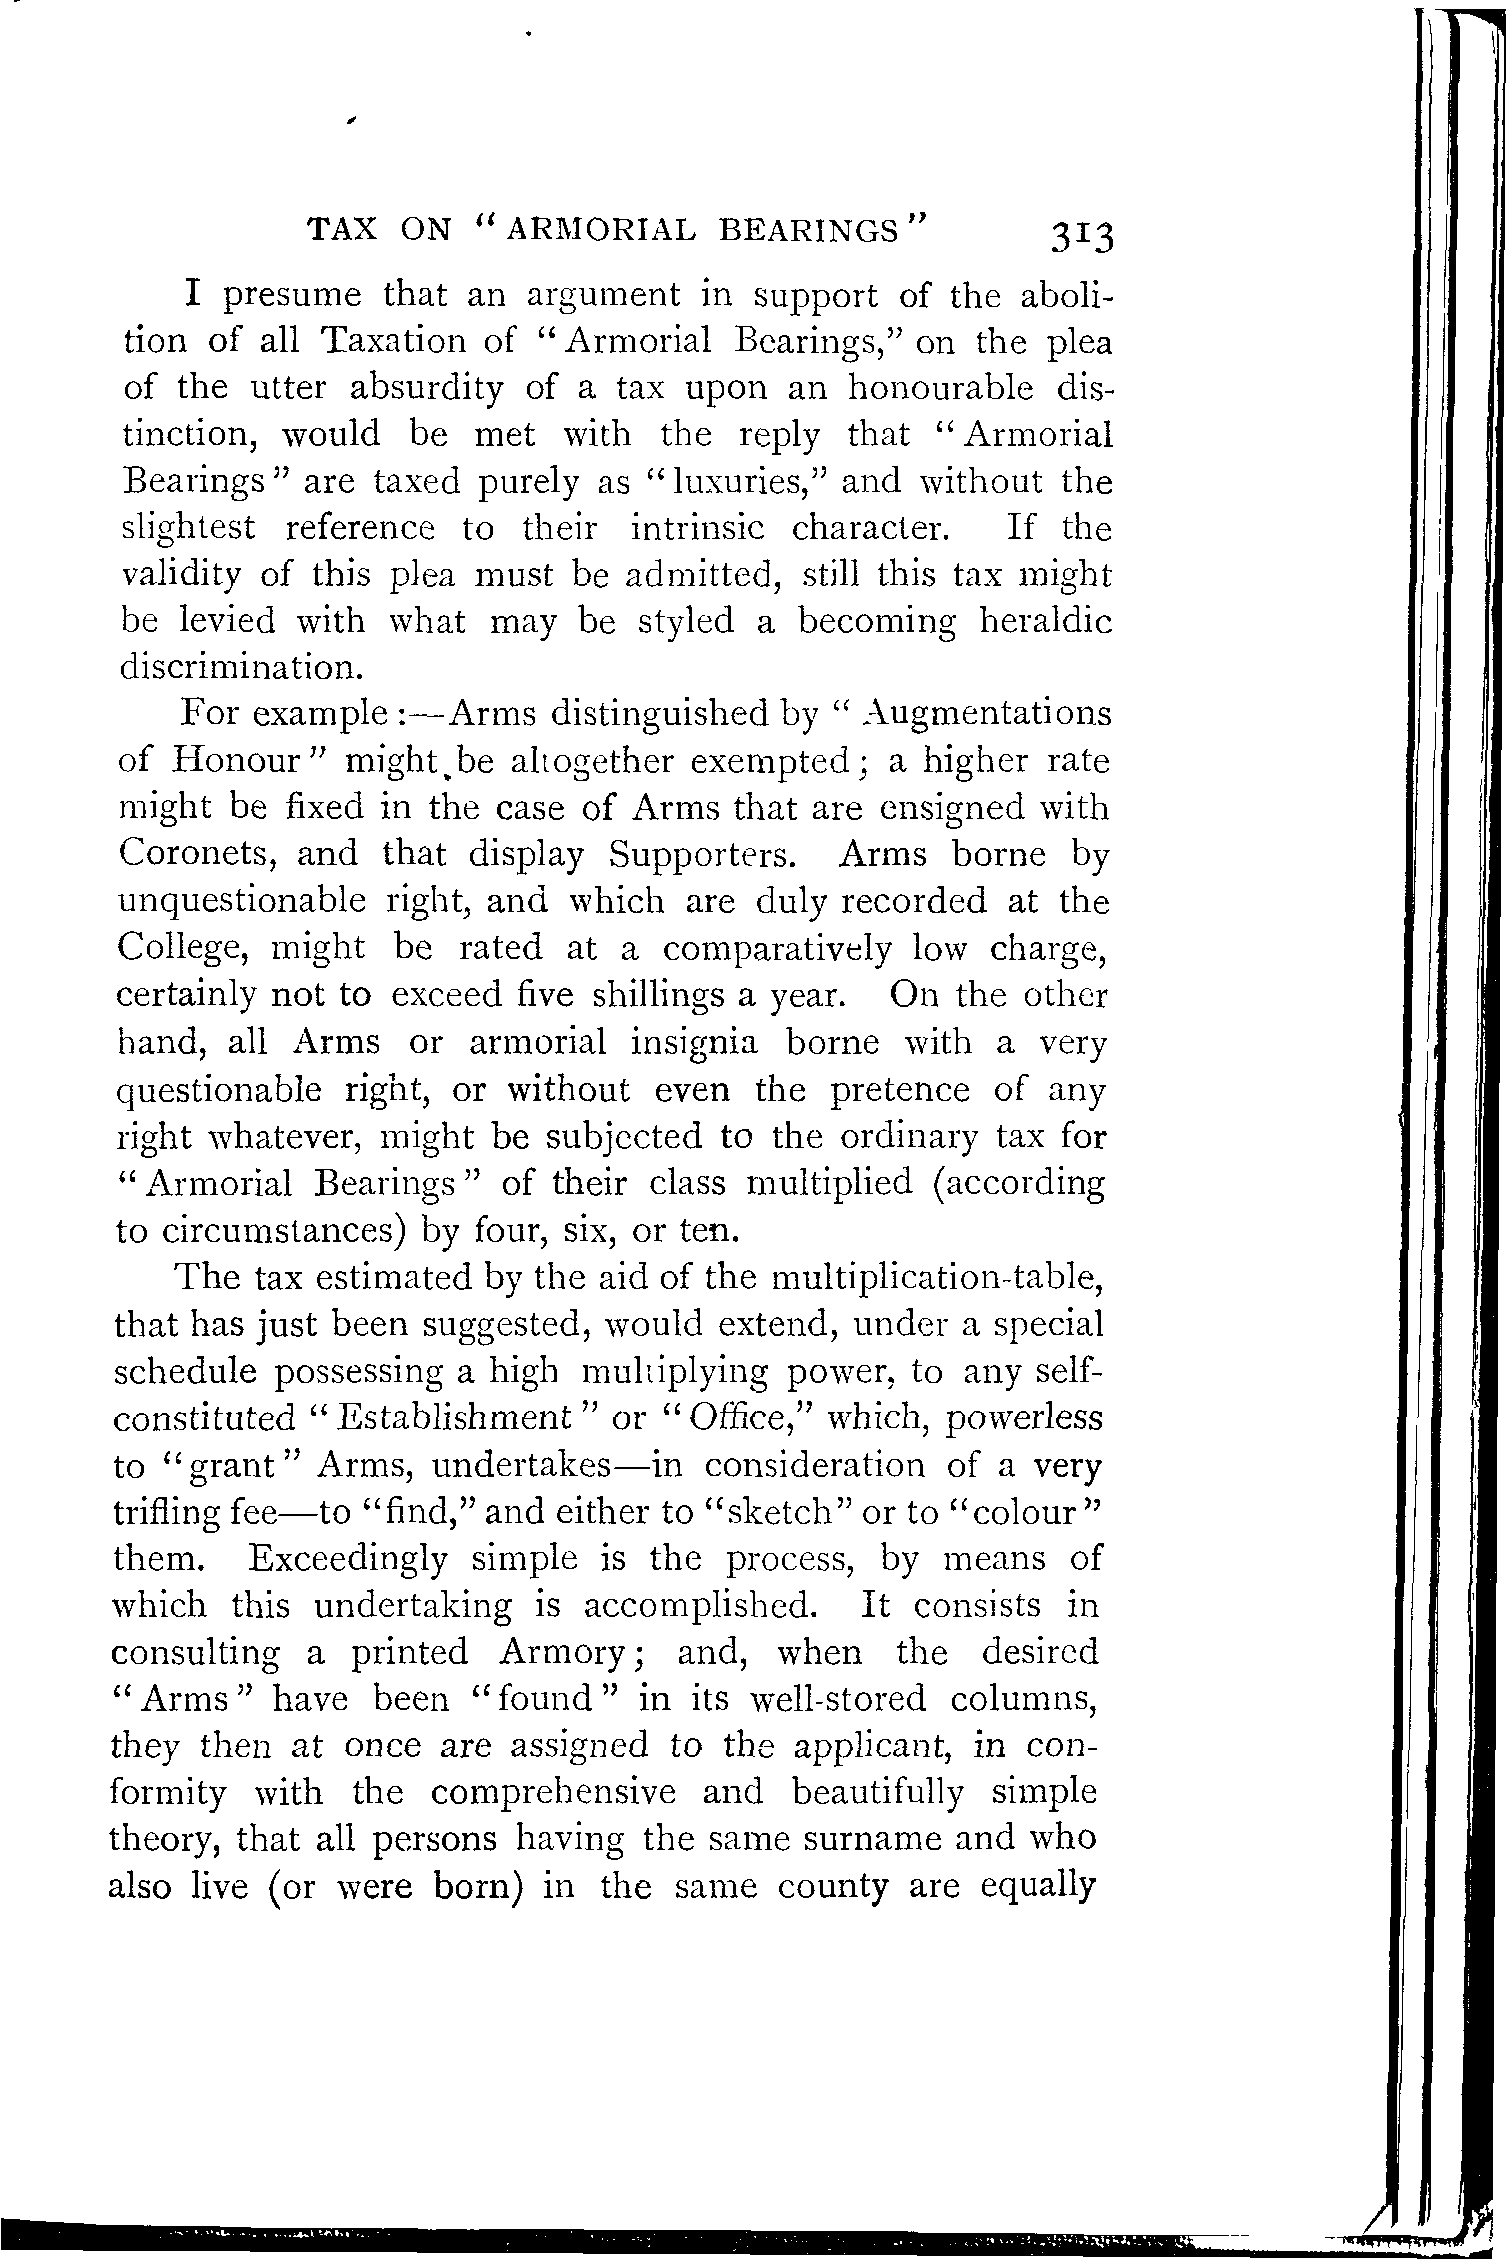 TAX ON " ARMORIAL BEARINGS " 313
I presume that an argument in support of the aboli-
tion of all Taxation of " Armorial Bearings," on the plea
of the utter absurdity of a tax upon an honourable dis-
tinction, would be met with the reply that " Armorial
Bearings " are taxed purely as " luxuries," and without the
slightest reference to their intrinsic character. If the
validity of this plea must be admitted, still this tax might
be levied with what may be styled a becoming heraldic
discrimination.
For example :—Arms distinguished by " Augmentations
of Honour " might be altogether exempted ; a higher rate
might be fixed in the case of Arms that are ensigned with
Coronets, and that display Supporters. Arms borne by
unquestionable right, and which are duly recorded at the
College, might be rated at a comparatively low charge,
certainly not to exceed five shillings a year. On the other
hand, all Arms or armorial insignia borne with a very
questionable right, or without even the pretence of any
right whatever, might be subjected to the ordinary tax for
" Armorial Bearings " of their class multiplied (according
to circumstances) by four, six, or ten.
The tax estimated by the aid of the multiplication-table,
that has just been suggested, would extend, under a special
schedule possessing a high multiplying power, to any self-
constituted " Establishment " or " Office," which, powerless
to " grant " Arms, undertakes—in consideration of a very
trifling fee—to "find," and either to "sketch" or to "colour"
them. Exceedingly simple is the process, by means of
which this undertaking is accomplished. It consists in
consulting a printed Armory ; and, when the desired
" Arms " have been " found " in its well-stored columns,
they then at once are assigned to the applicant, in con-
formity with the comprehensive and beautifully simple
theory, that all persons having the same surname and who
also live (or were born) in the same county are equally